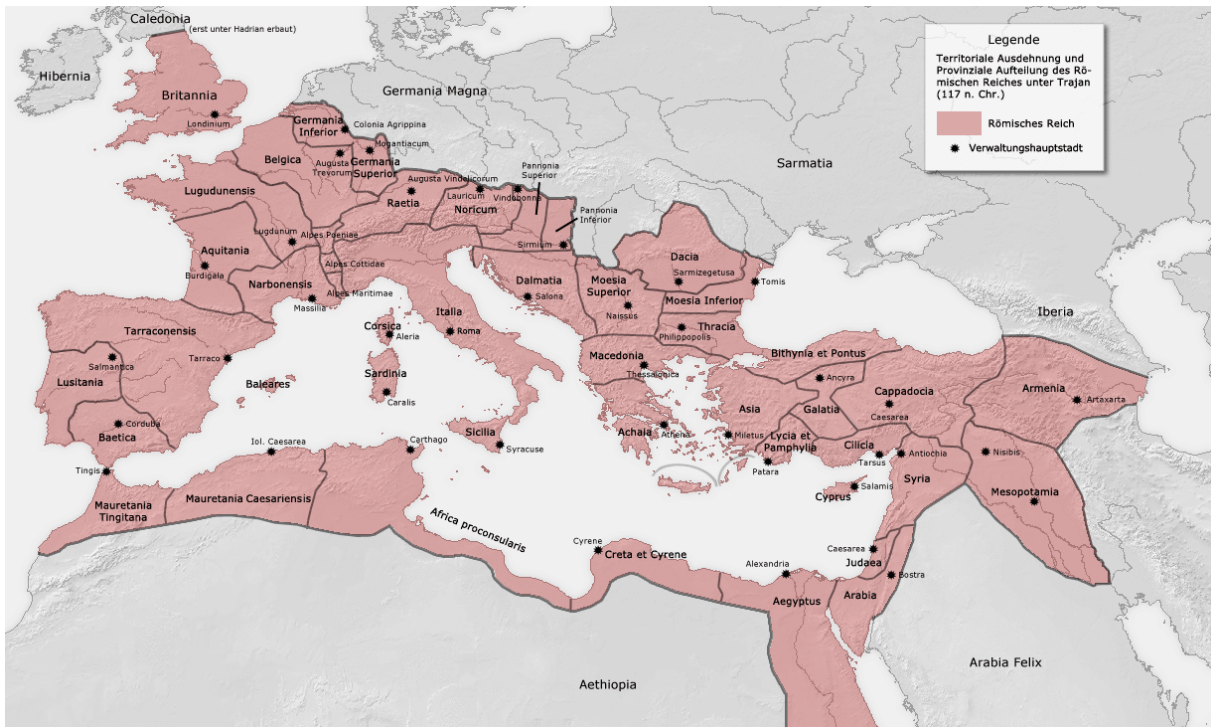 Caledonia
(erst unter Hadrian erbaut)
Hibernia
Britannia
Londinium
Germania Magna
Sarmatia
Legende
Territoriale Ausdehnung und
Provinziale Aufteilung des Rö-
mischen Reiches unter Trajan
(117 n. Chr.)
Römisches Reich
Verwaltungshauptstadt
Germania
Inferior
Colonia Agrippina
Mogantiacum
Belgica
Augusta
Trevorum
Germania
Superior
Lugudunensis
Augusta Vindelicorum
Raetia
Lauricum
Noricum
Vindobonna
Pannonia
Superior
Pannonia
Inferior
Sirmium
Lugdunum
Alpes Poeniae
Aquitania
Burdigala
Alpes Cottidae
Narbonensis
Alpes Maritimae
Massilia
Dacia
Sarmizegetusa
Dalmatia
Salona
Moesia
Superior
Naissus
Moesia Inferior
Tomis
Thracia
Philippopolis
Iberia
Tarraconensis
Tarraco
Salmantica
Lusitania
Corduba
Baetica
Baleares
Corsica
Aleria
Sardinia
Caralis
Italia
Roma
Macedonia
Thessalonica
Bithynia et Pontus
Ancyra
Cappadocia
Caesarea
Galatia
Armenia
Artaxarta
Asia
Miletus
Achaia
Athena
Lycia et
Pamphylia
Patara
Cilicia
Tarsus
Antiochia
Syria
Nisibis
Mesopotamia
Cyprus
Salamis
Sicilia
Syracuse
Tingis
Iol. Caesarea
Carthago
Mauretania
Tingitana
Mauretania Caesariensis
Africa proconsularis
Cyrene
Creta et Cyrene
Alexandria
Aegyptus
Caesarea
Judaea
Bostra
Arabia
Aethiopia
Arabia Felix